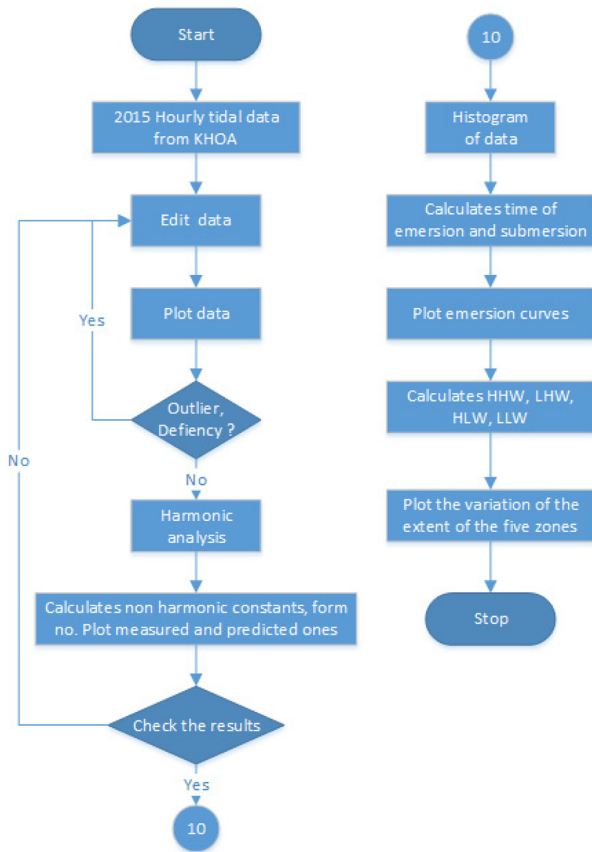 Start
2015 Hourly tidal data
from KHOA
Edit data
Plot data
Yes
Outlier,
Defiency ?
No
No
Harmonic
analysis
Calculates non harmonic constants, form
no. Plot measured and predicted ones
Check the results
Yes
10
10
Histogram
of data
Calculates time of
emersion and submersion
Plot emersion curves
Calculates HHW, LHW,
HLW, LLW
Plot the variation of the
extent of the five zones
Stop